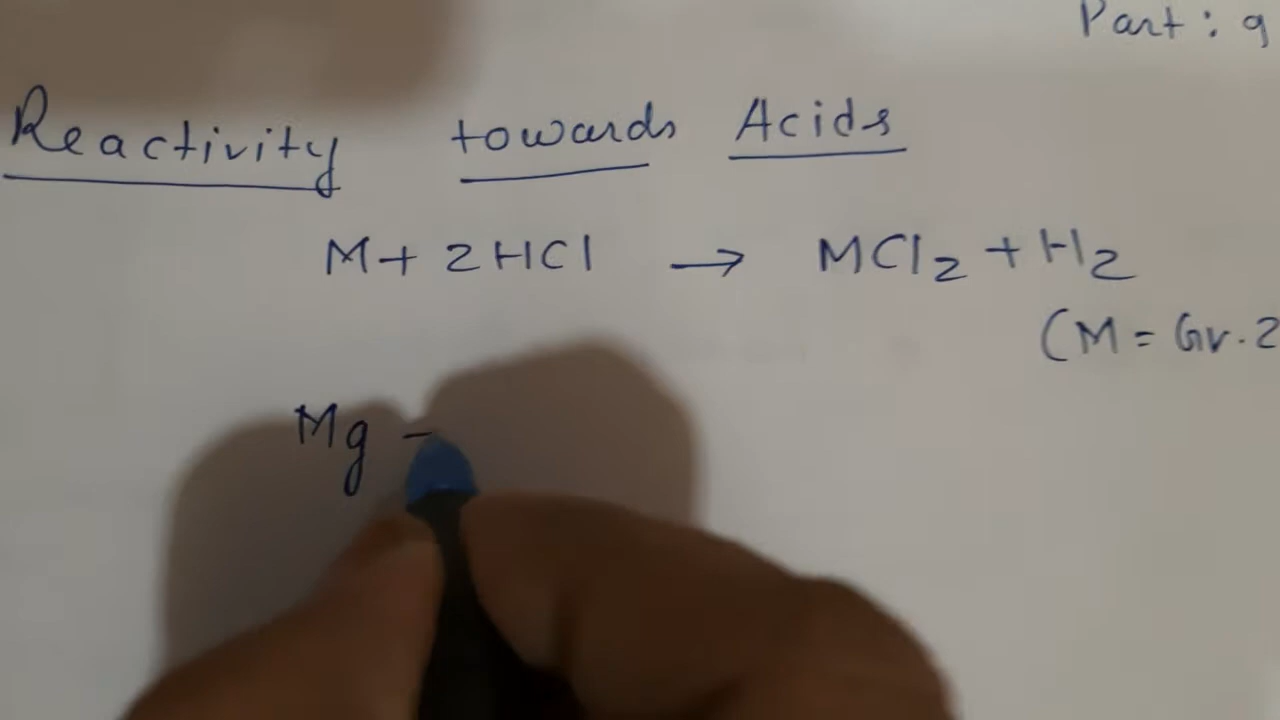 Part : 9
Reactivity towards Acids
M + 2HCl → MCl₂ + H₂
(M = Gr. 2
Mg -